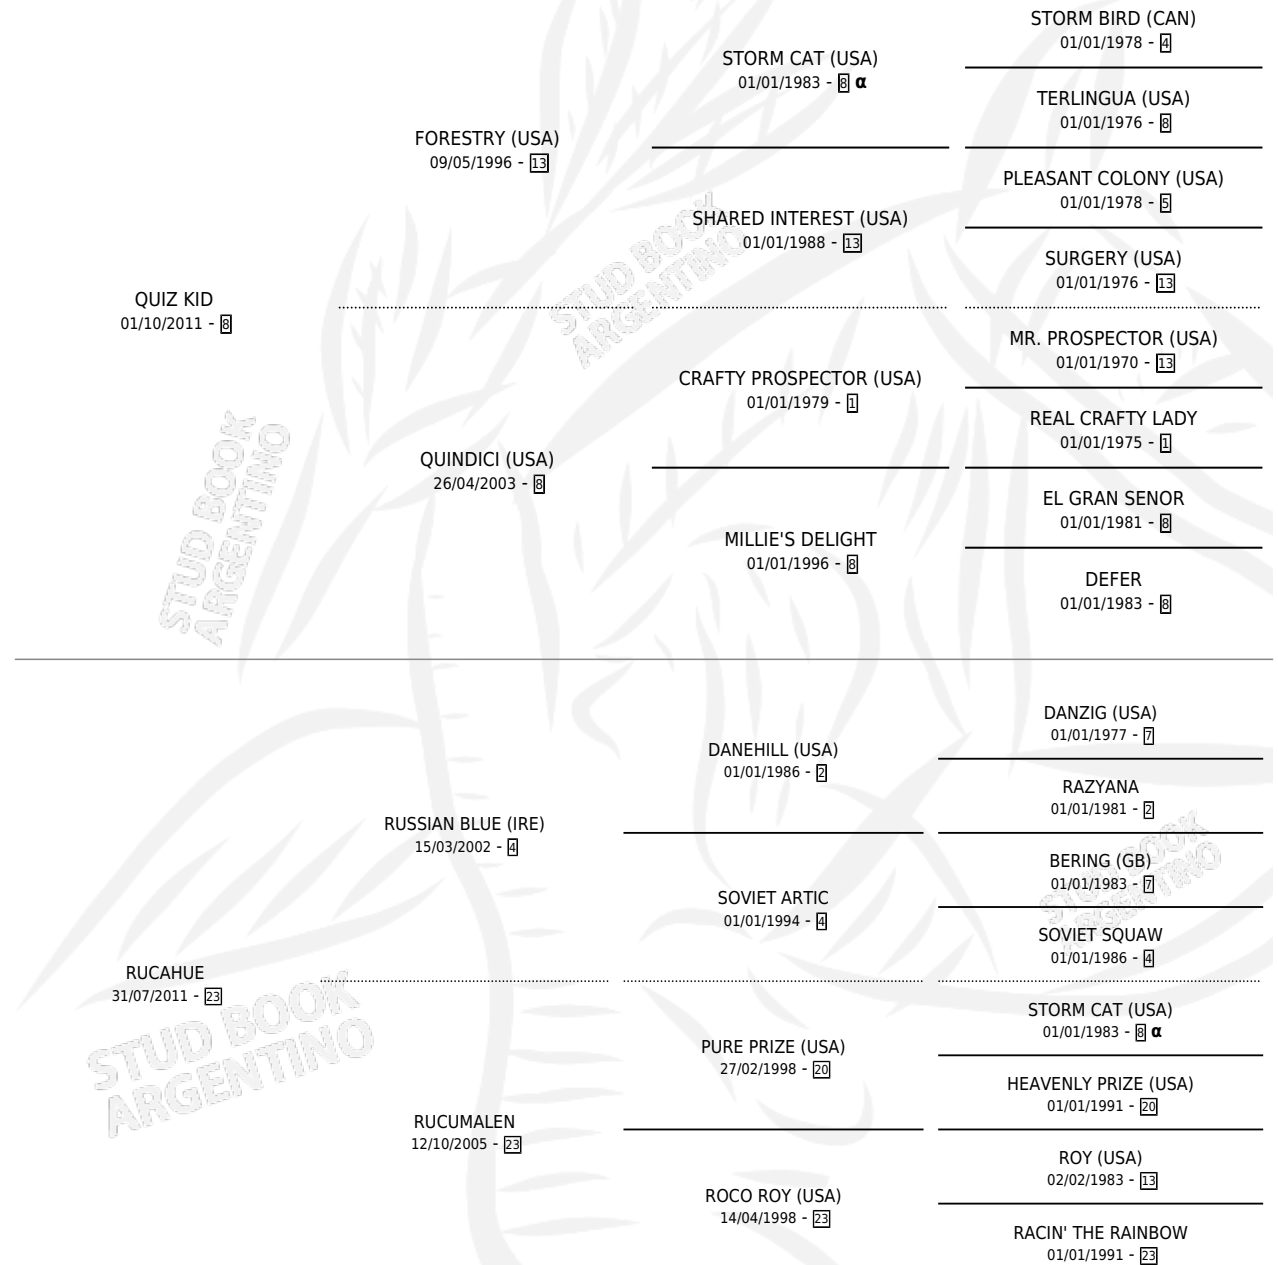 STORM BIRD (CAN)
01/01/1978 - 4
STORM CAT (USA)
01/01/1983 - 8 α
TERLINGUA (USA)
01/01/1976 - 8
FORESTRY (USA)
09/05/1996 - 13
PLEASANT COLONY (USA)
01/01/1978 - 5
SHARED INTEREST (USA)
01/01/1988 - 13
SURGERY (USA)
01/01/1976 - 13
QUIZ KID
01/10/2011 - 8
MR. PROSPECTOR (USA)
01/01/1970 - 13
CRAFTY PROSPECTOR (USA)
01/01/1979 - 1
REAL CRAFTY LADY
01/01/1975 - 1
QUINDICI (USA)
26/04/2003 - 8
EL GRAN SENOR
01/01/1981 - 8
MILLIE'S DELIGHT
01/01/1996 - 8
DEFER
01/01/1983 - 8
DANZIG (USA)
01/01/1977 - 7
DANEHILL (USA)
01/01/1986 - 2
RAZYANA
01/01/1981 - 2
RUSSIAN BLUE (IRE)
15/03/2002 - 4
BERING (GB)
01/01/1983 - 7
SOVIET ARTIC
01/01/1994 - 4
SOVIET SQUAW
01/01/1986 - 4
RUCAHUE
31/07/2011 - 23
STORM CAT (USA)
01/01/1983 - 8 α
PURE PRIZE (USA)
27/02/1998 - 20
HEAVENLY PRIZE (USA)
01/01/1991 - 20
RUCUMALEN
12/10/2005 - 23
ROY (USA)
02/02/1983 - 13
ROCO ROY (USA)
14/04/1998 - 23
RACIN' THE RAINBOW
01/01/1991 - 23
STUD BOOK
ARGENTINO
STUD BOOK
ARGENTINO
STUD BOOK
ARGENTINO
STUD BOOK
ARGENTINO